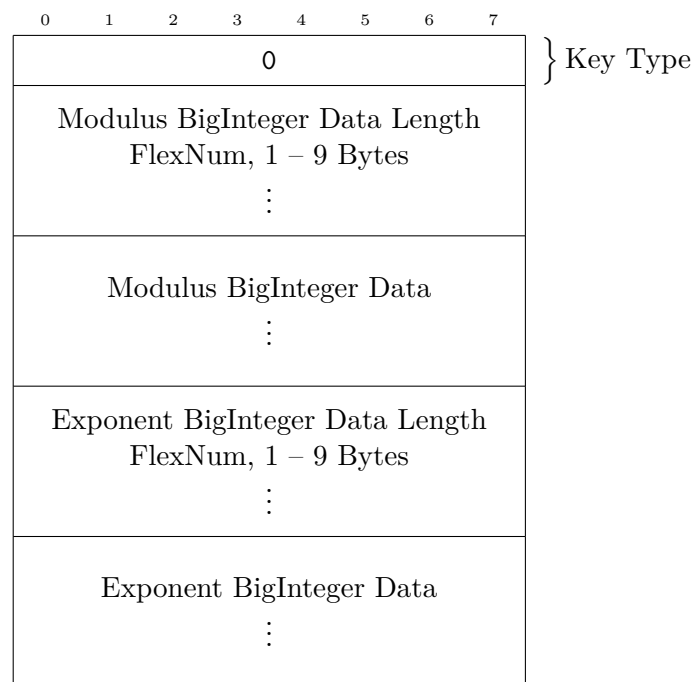 0 1 2 3 4 5 6 7
0 } Key Type
Modulus BigInteger Data Length
FlexNum, 1 – 9 Bytes
⋮
Modulus BigInteger Data
⋮
Exponent BigInteger Data Length
FlexNum, 1 – 9 Bytes
⋮
Exponent BigInteger Data
⋮